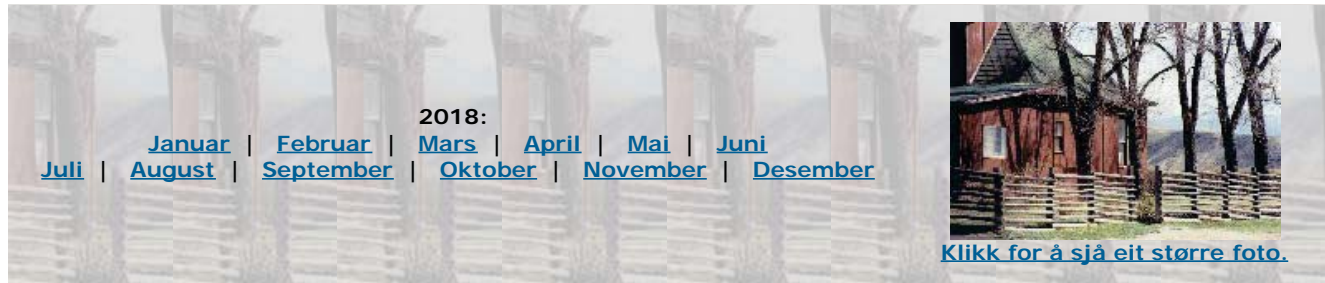 2018:
Januar | Februar | Mars | April | Mai | Juni
Juli | August | September | Oktober | November | Desember
Klikk for å sjå eit større foto.